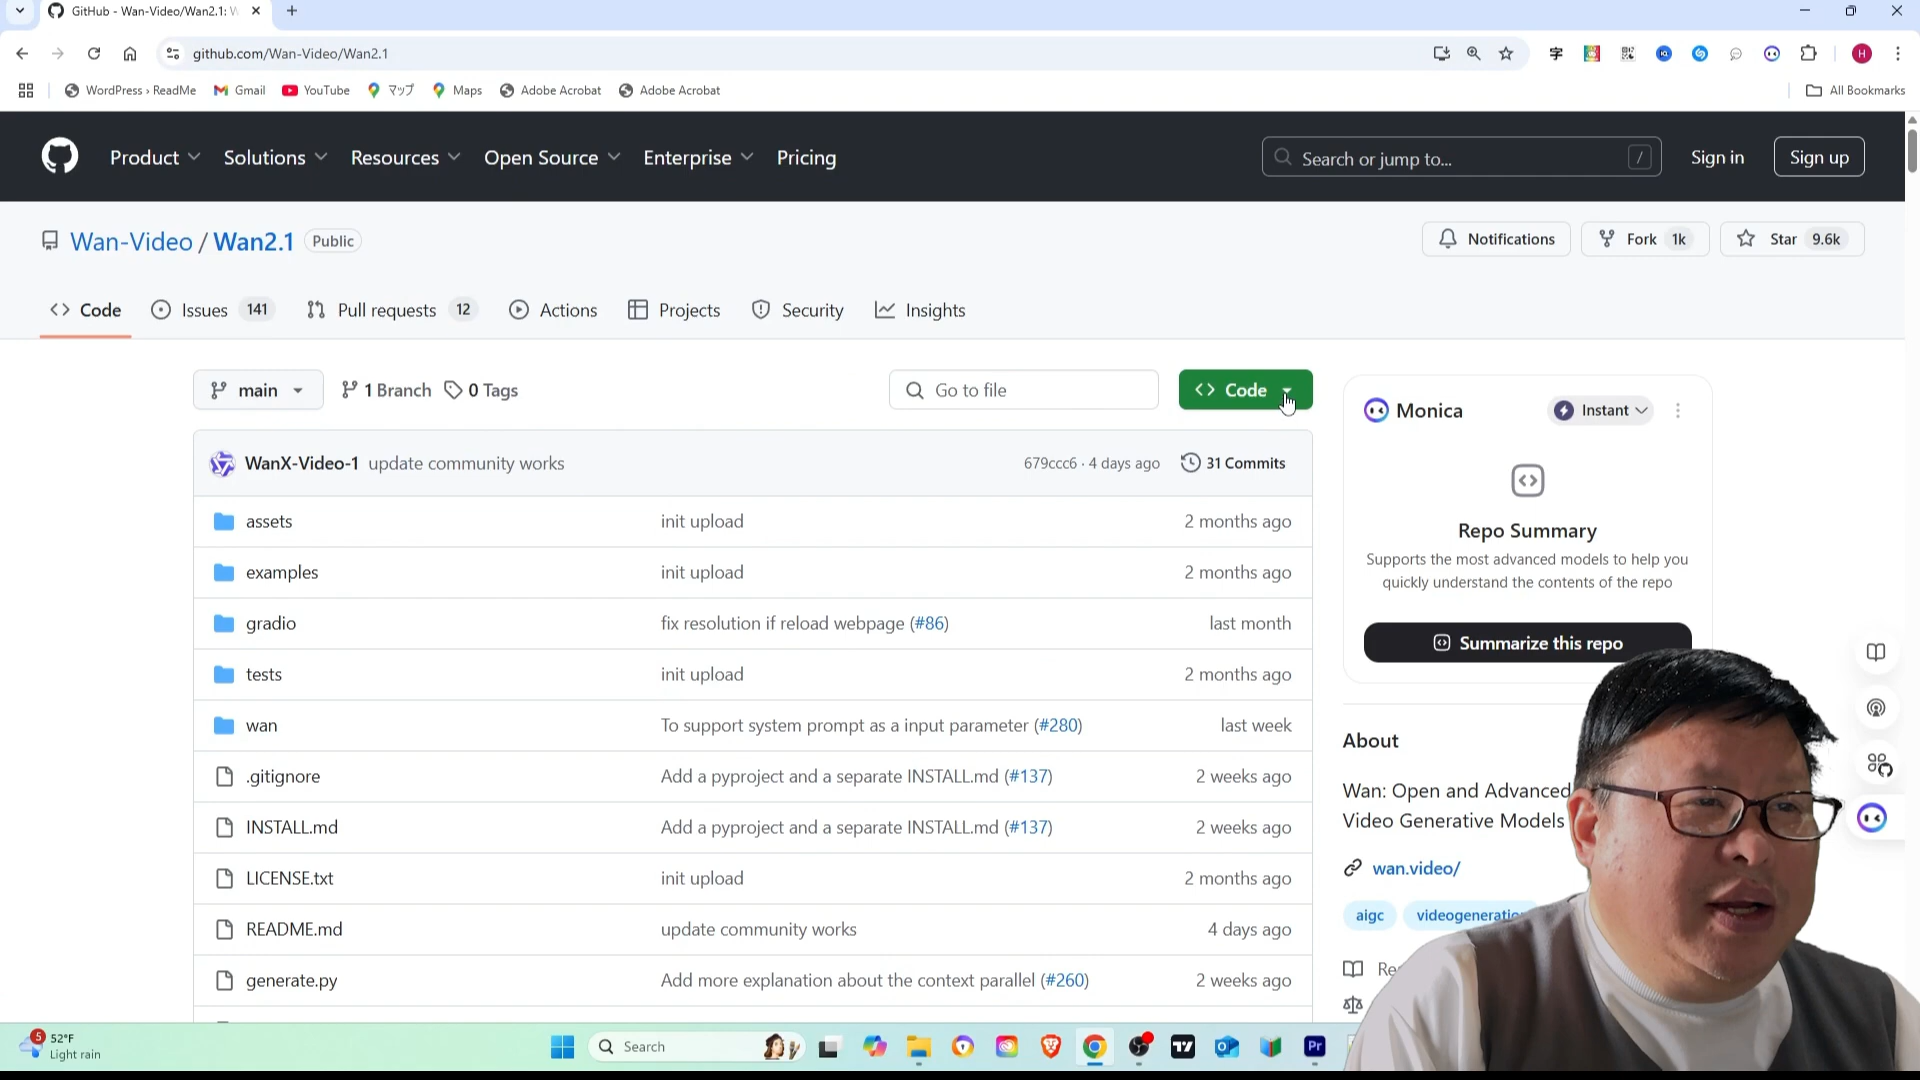 GitHub - Wan-Video/Wan2.1: W
github.com/Wan-Video/Wan2.1
字
H
WordPress › ReadMe
Gmail
YouTube
マップ
Maps
Adobe Acrobat
Adobe Acrobat
All Bookmarks
Product
Solutions
Resources
Open Source
Enterprise
Pricing
Search or jump to...
/
Sign in
Sign up
Wan-Video / Wan2.1
Public
Notifications
Fork 1k
Star 9.6k
Code
Issues 141
Pull requests 12
Actions
Projects
Security
Insights
main
1 Branch
0 Tags
Go to file
Code
Monica
Instant
WanX-Video-1 update community works
679ccc6 · 4 days ago
31 Commits
assets
init upload
2 months ago
examples
init upload
2 months ago
gradio
fix resolution if reload webpage (#86)
last month
tests
init upload
2 months ago
wan
To support system prompt as a input parameter (#280)
last week
.gitignore
Add a pyproject and a separate INSTALL.md (#137)
2 weeks ago
INSTALL.md
Add a pyproject and a separate INSTALL.md (#137)
2 weeks ago
LICENSE.txt
init upload
2 months ago
README.md
update community works
4 days ago
generate.py
Add more explanation about the context parallel (#260)
2 weeks ago
Repo Summary
Supports the most advanced models to help you
quickly understand the contents of the repo
Summarize this repo
About
Wan: Open and Advanced
Video Generative Models
wan.video/
aigc
videogeneratio
Re
5
52°F
Light rain
Search
Pr